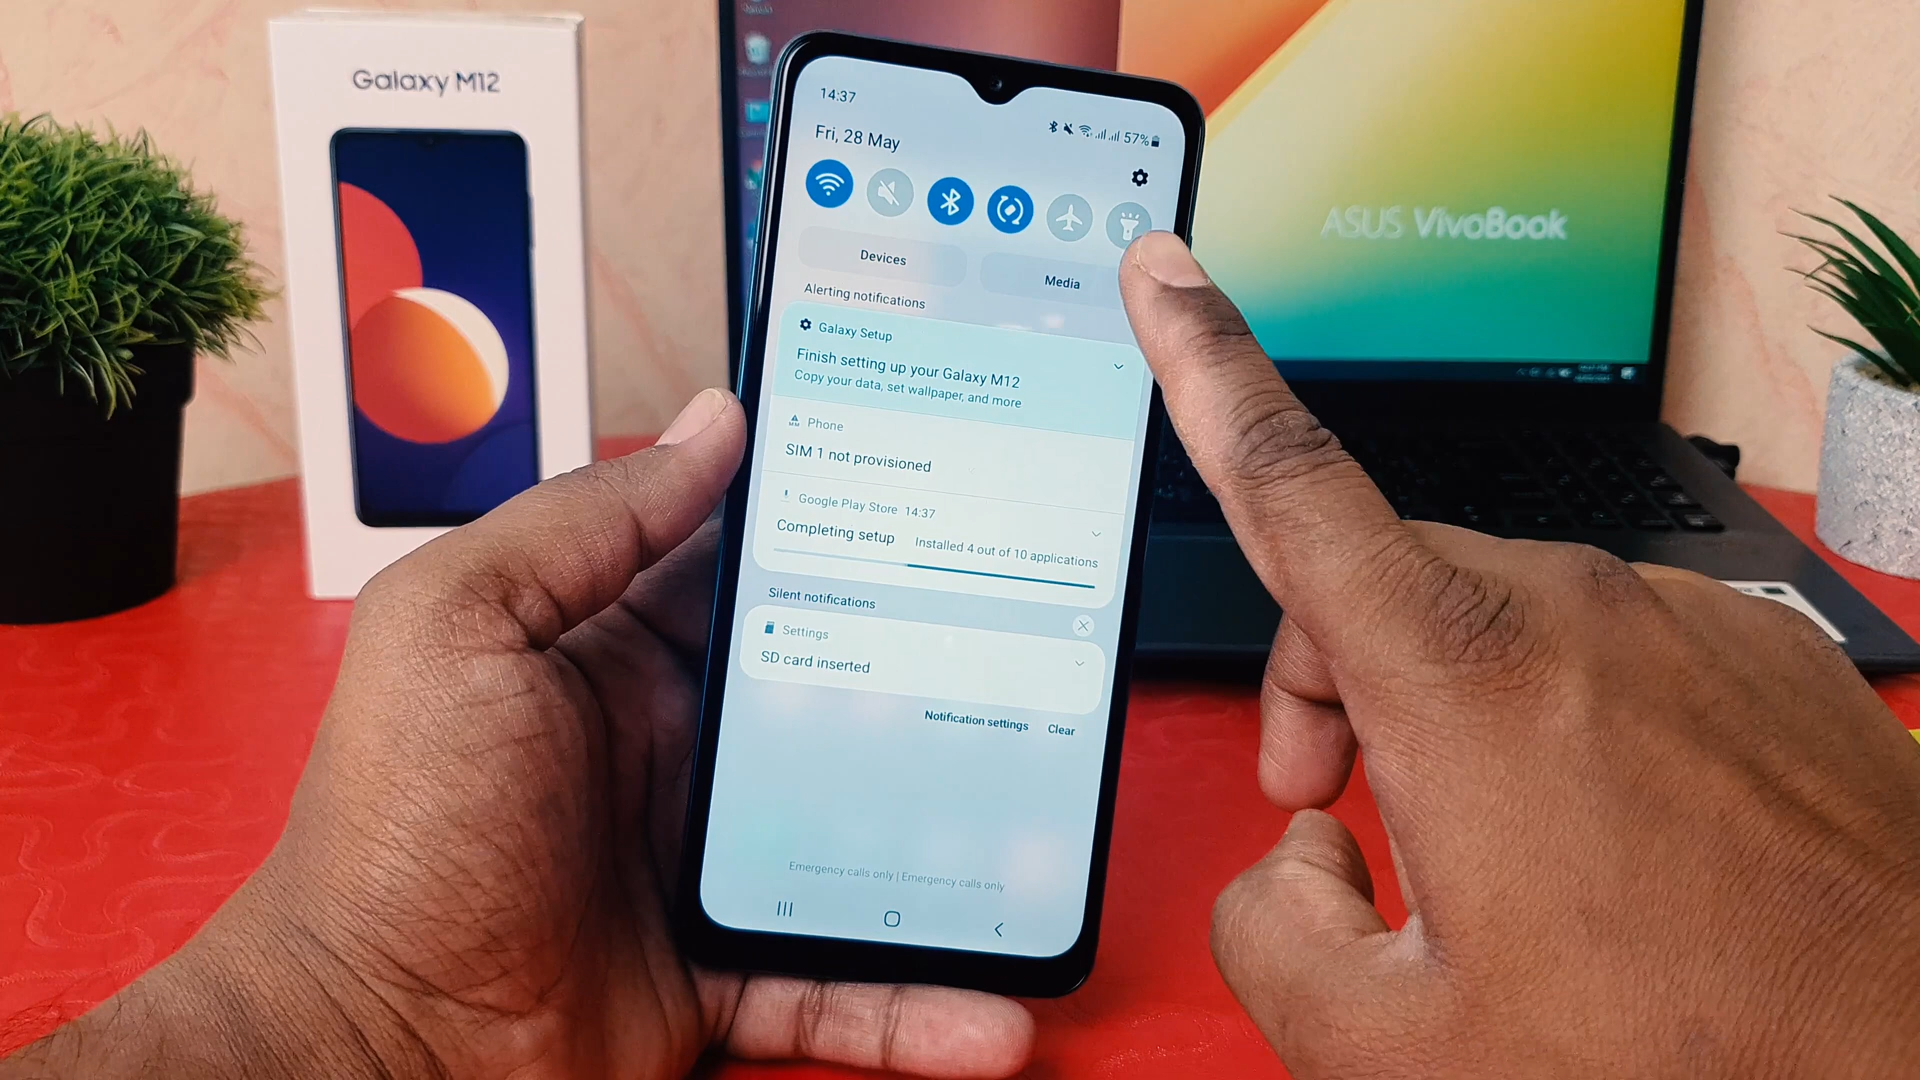 Galaxy M12
14:37
57%
Fri, 28 May
Devices
Media
Alerting notifications
Galaxy Setup
Finish setting up your Galaxy M12
Copy your data, set wallpaper, and more
Phone
SIM 1 not provisioned
Google Play Store 14:37
Completing setup
Installed 4 out of 10 applications
Silent notifications
Settings
SD card inserted
Notification settings
Clear
Emergency calls only | Emergency calls only
ASUS VivoBook